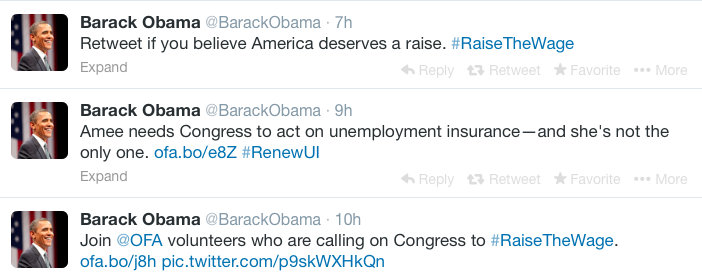 Barack Obama @BarackObama · 7h
Retweet if you believe America deserves a raise. #RaiseTheWage
Expand Reply Retweet Favorite More
Barack Obama @BarackObama · 9h
Amee needs Congress to act on unemployment insurance—and she's not the
only one. ofa.bo/e8Z #RenewUI
Expand Reply Retweet Favorite More
Barack Obama @BarackObama · 10h
Join @OFA volunteers who are calling on Congress to #RaiseTheWage.
ofa.bo/j8h pic.twitter.com/p9skWXHkQn